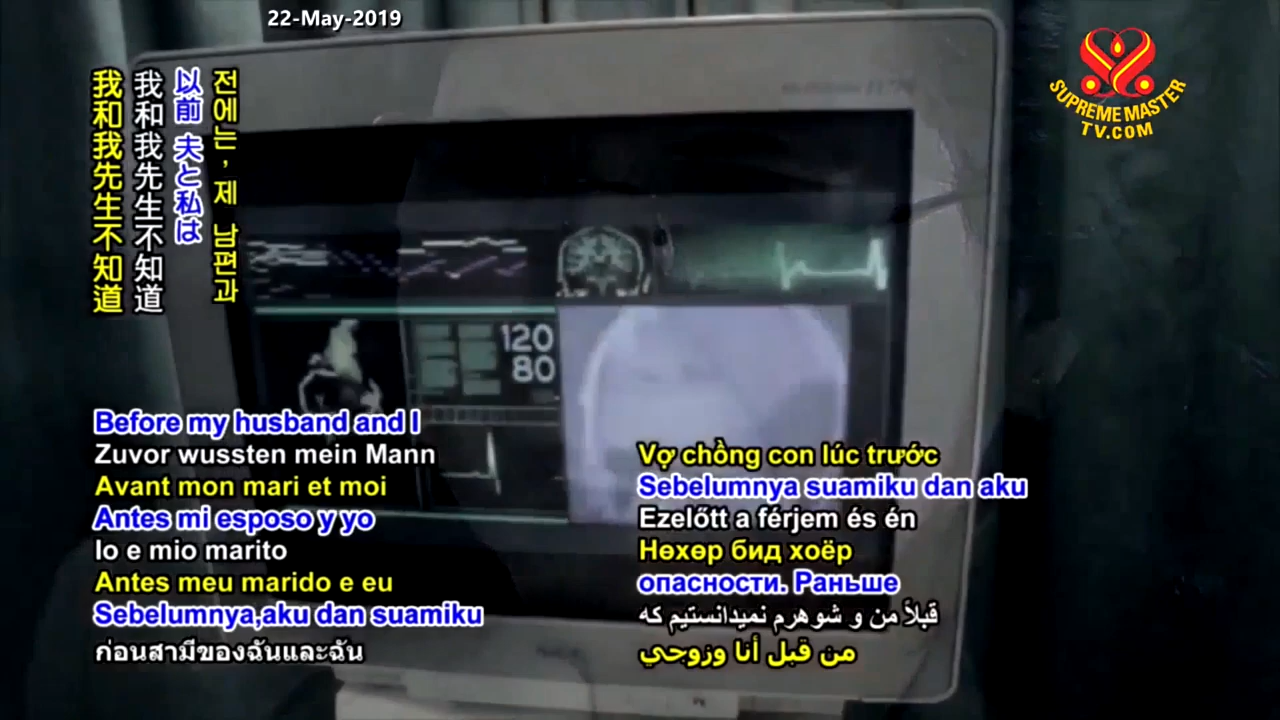 22-May-2019
SUPREME MASTER
TV.COM
전에는, 제 남편과
以前 夫と私は
我和我先生不知道
我和我先生不知道
120
80
Before my husband and I
Zuvor wussten mein Mann
Avant mon mari et moi
Antes mi esposo y yo
Io e mio marito
Antes meu marido e eu
Sebelumnya,aku dan suamiku
ก่อนสามีของฉันและฉัน
Vợ chồng con lúc trước
Sebelumnya suamiku dan aku
Ezelőtt a férjem és én
Нөхөр бид хоёр
опасности. Раньше
قبلاً من و شوهرم نمیدانستیم که
من قبل أنا وزوجي